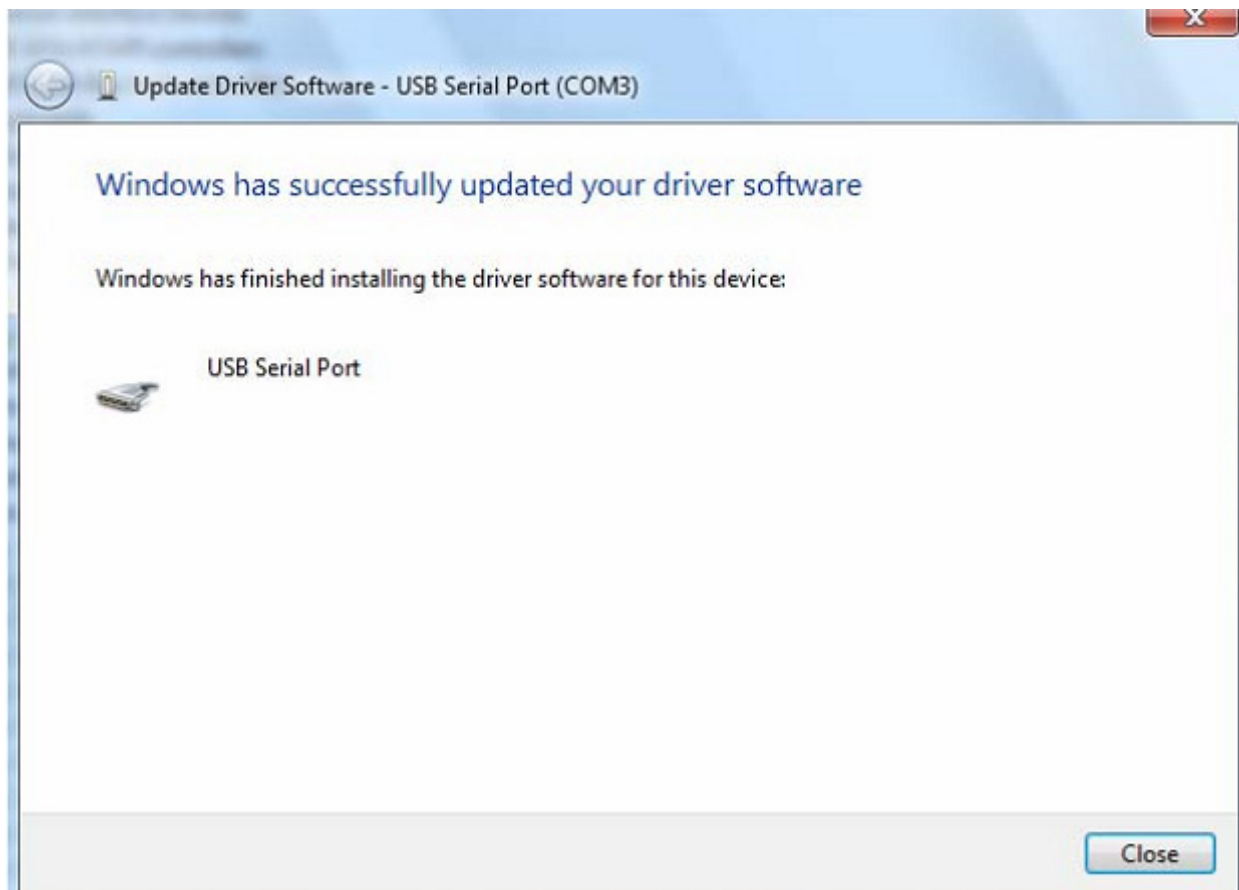 Update Driver Software - USB Serial Port (COM3)
Windows has successfully updated your driver software
Windows has finished installing the driver software for this device:
USB Serial Port
Close